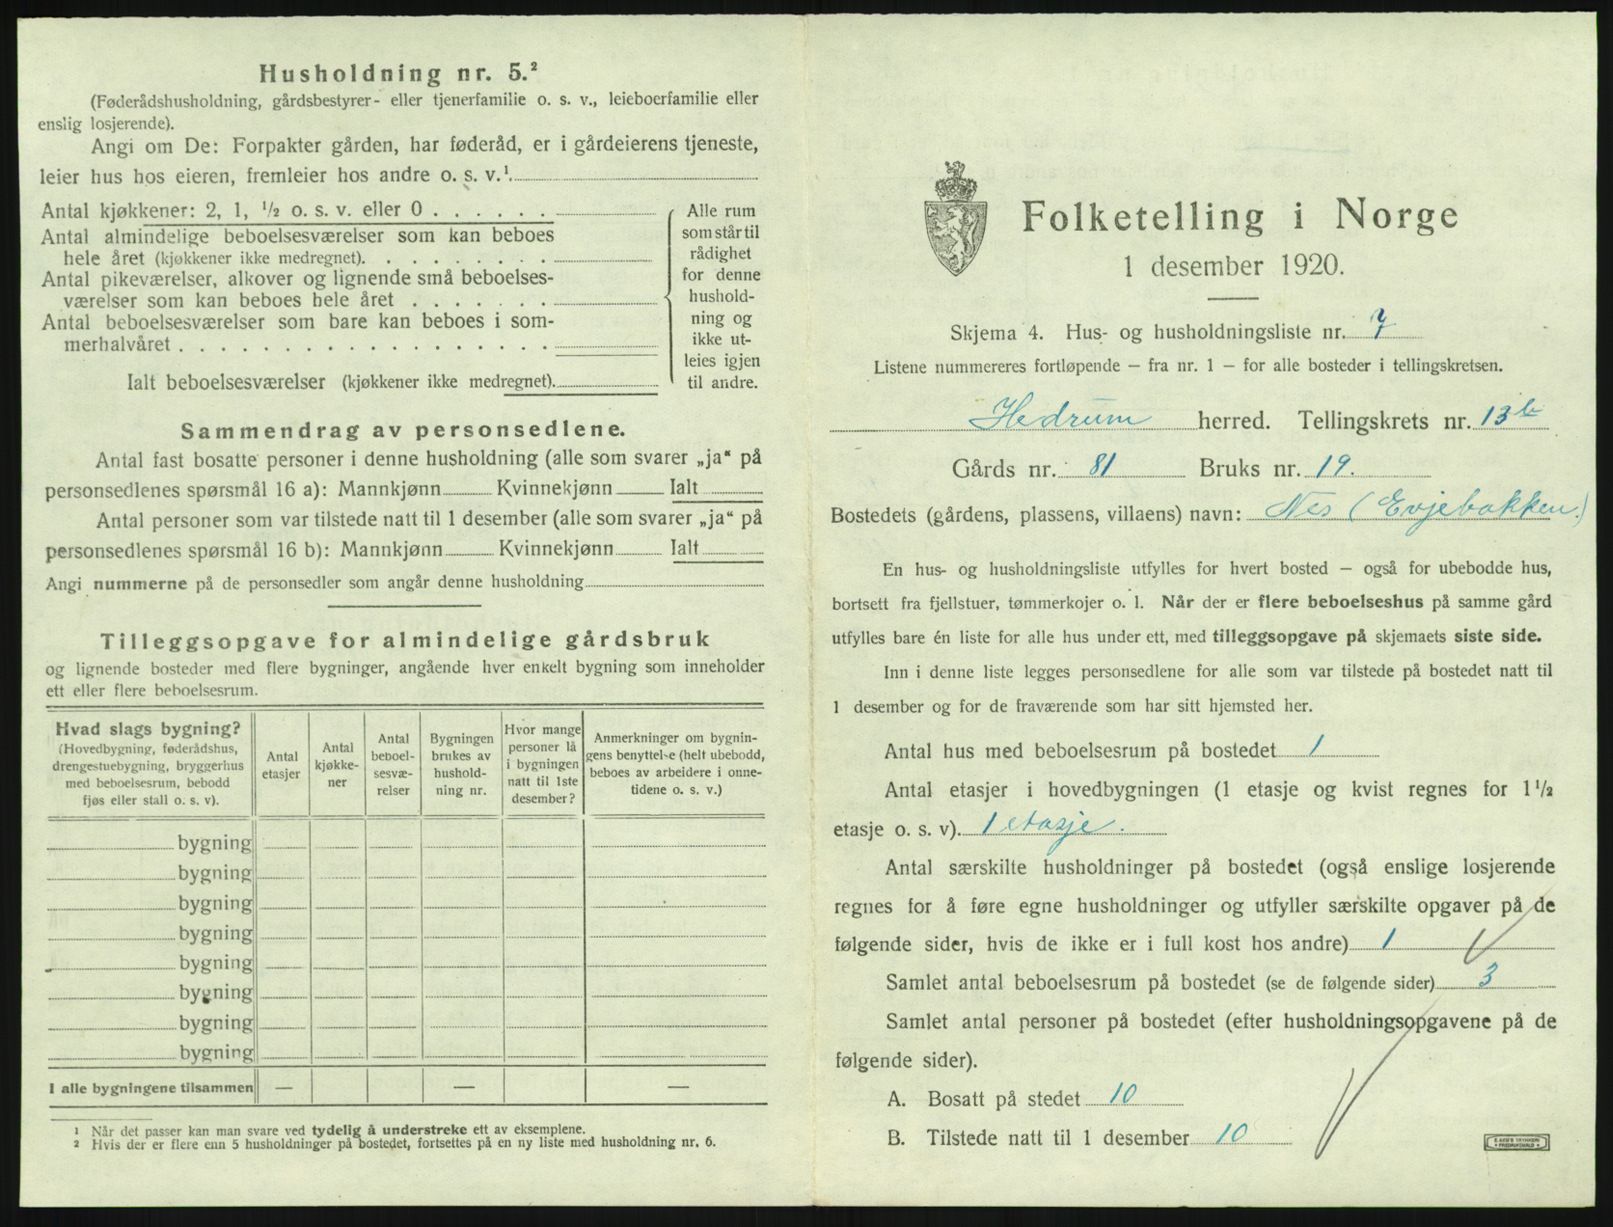 Husholdning nr. 5.²
(Føderådshusholdning, gårdsbestyrer- eller tjenerfamilie o. s. v., leieboerfamilie eller
enslig losjerende).
Angi om De: Forpakter gården, har føderåd, er i gårdeierens tjeneste,
leier hus hos eieren, fremleier hos andre o. s. v.¹
Antal kjøkkener: 2, 1, ½ o. s. v. eller 0 . . . . . .
Antal almindelige beboelsesværelser som kan beboes
hele året (kjøkkener ikke medregnet). . . . . . . .
Antal pikeværelser, alkover og lignende små beboelses-
værelser som kan beboes hele året . . . . . . .
Antal beboelsesværelser som bare kan beboes i som-
merhalvåret . . . . . . . . . . . . . . . . . .
Ialt beboelsesværelser (kjøkkener ikke medregnet).
Alle rum
som står til
rådighet
for denne
hushold-
ning og
ikke ut-
leies igjen
til andre.
Sammendrag av personsedlene.
Antal fast bosatte personer i denne husholdning (alle som svarer „ja“ på
personsedlenes spørsmål 16 a): Mannkjønn Kvinnekjønn Ialt
Antal personer som var tilstede natt til 1 desember (alle som svarer „ja“ på
personsedlenes spørsmål 16 b): Mannkjønn Kvinnekjønn Ialt
Angi nummerne på de personsedler som angår denne husholdning
Tilleggsopgave for almindelige gårdsbruk
og lignende bosteder med flere bygninger, angående hver enkelt bygning som inneholder
ett eller flere beboelsesrum.
Hvad slags bygning?
(Hovedbygning, føderådshus,
drengestuebygning, bryggerhus
med beboelsesrum, bebodd
fjøs eller stall o. s. v).
Antal
etasjer
Antal
kjøkke-
ner
Antal
beboel-
sesvæ-
relser
Bygningen
brukes av
hushold-
ning nr.
Hvor mange
personer lå
i bygningen
natt til 1ste
desember?
Anmerkninger om bygnin-
gens benyttelse (helt ubebodd,
beboes av arbeidere i onne-
tidene o. s. v.)
bygning
bygning
bygning
bygning
bygning
bygning
bygning
bygning
I alle bygningene tilsammen — — —
¹ Når det passer kan man svare ved tydelig å understreke ett av eksemplene.
² Hvis der er flere enn 5 husholdninger på bostedet, fortsettes på en ny liste med husholdning nr. 6.
Folketelling i Norge
1 desember 1920.
Skjema 4. Hus- og husholdningsliste nr. 7
Listene nummereres fortløpende — fra nr. 1 — for alle bosteder i tellingskretsen.
Hedrum herred. Tellingskrets nr. 13b
Gårds nr. 81 Bruks nr. 19.
Bostedets (gårdens, plassens, villaens) navn: Nes (Evjebakken.)
En hus- og husholdningsliste utfylles for hvert bosted — også for ubebodde hus,
bortsett fra fjellstuer, tømmerkojer o. l. Når der er flere beboelseshus på samme gård
utfylles bare én liste for alle hus under ett, med tilleggsopgave på skjemaets siste side.
Inn i denne liste legges personsedlene for alle som var tilstede på bostedet natt til
1 desember og for de fraværende som har sitt hjemsted her.
Antal hus med beboelsesrum på bostedet 1
Antal etasjer i hovedbygningen (1 etasje og kvist regnes for 1½
etasje o. s. v). 1 etasje.
Antal særskilte husholdninger på bostedet (også enslige losjerende
regnes for å føre egne husholdninger og utfyller særskilte opgaver på de
følgende sider, hvis de ikke er i full kost hos andre) 1
Samlet antal beboelsesrum på bostedet (se de følgende sider) 3
Samlet antal personer på bostedet (efter husholdningsopgavene på de
følgende sider).
A. Bosatt på stedet 10
B. Tilstede natt til 1 desember 10